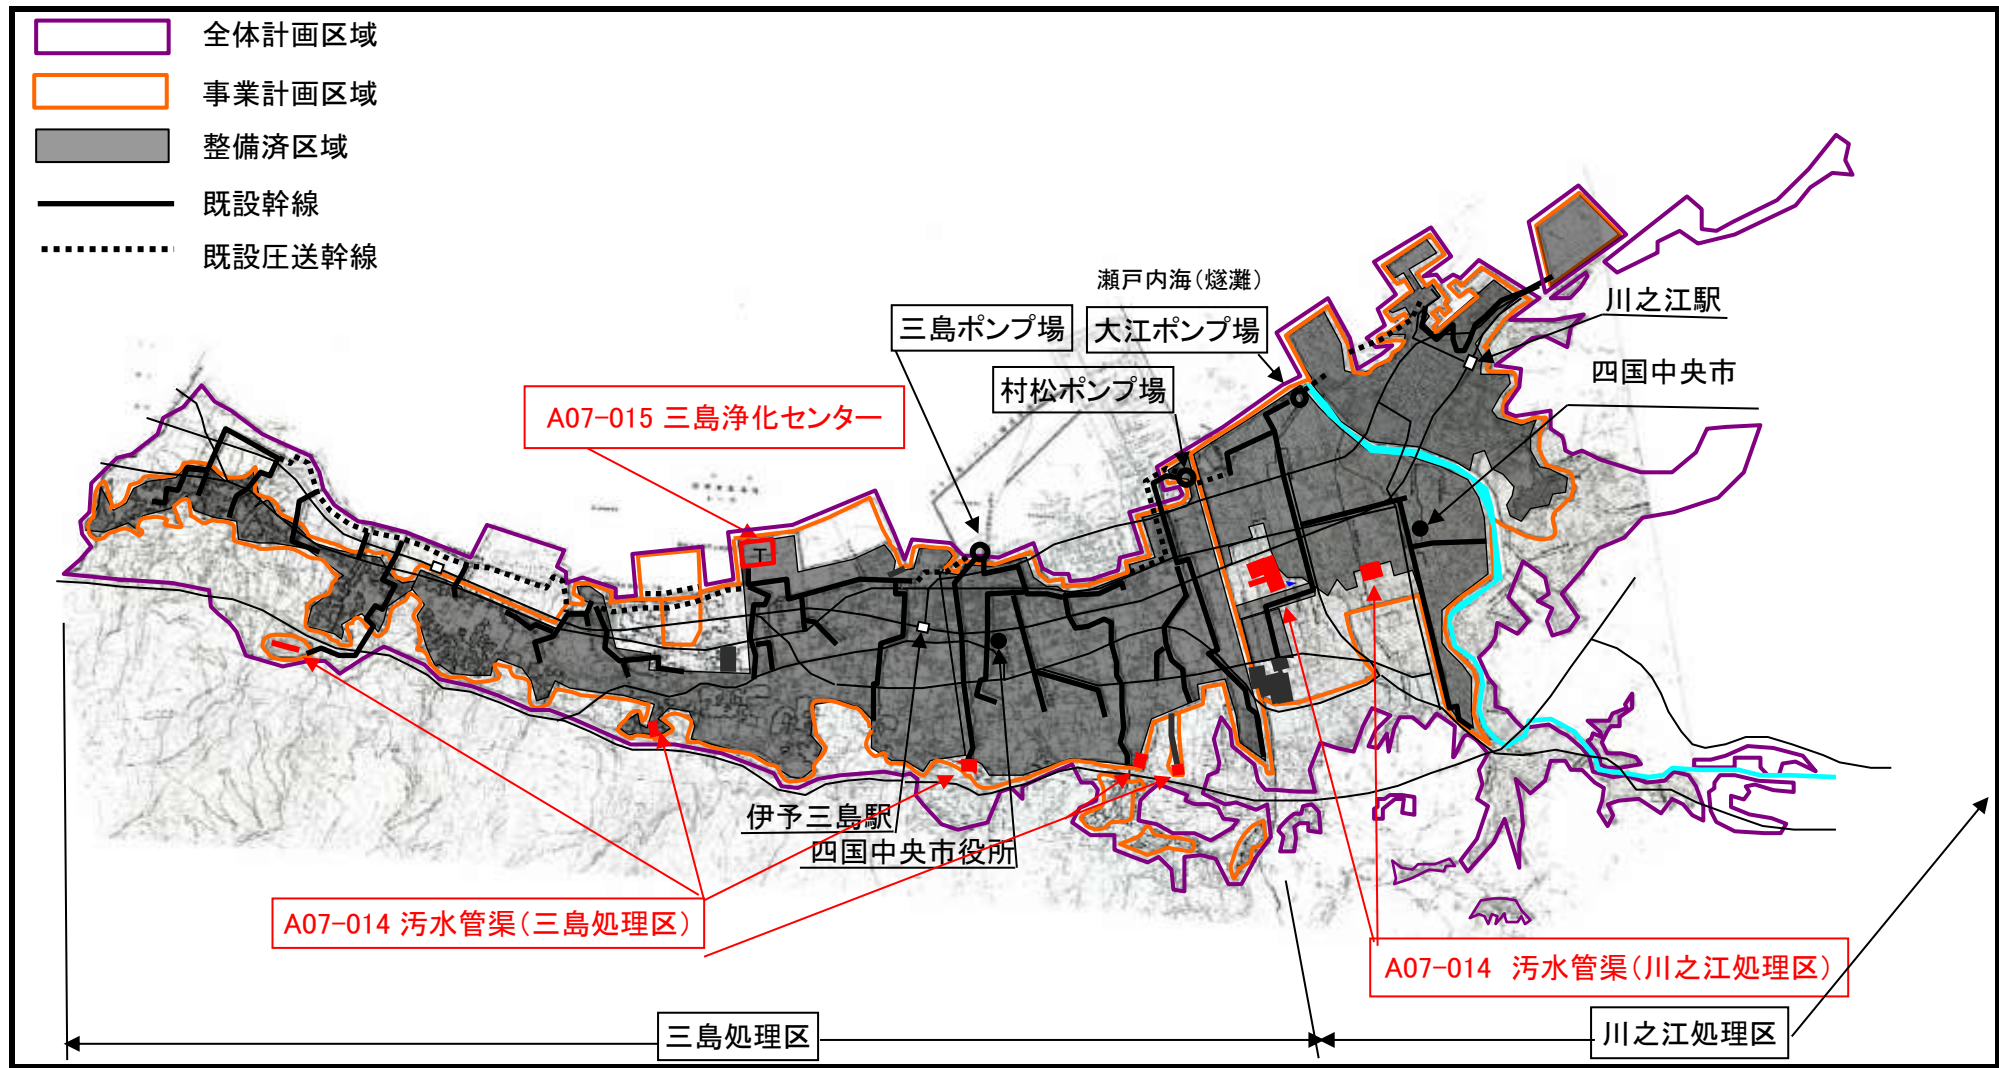 全体計画区域
事業計画区域
整備済区域
既設幹線
既設圧送幹線
瀬戸内海(燧灘)
三島ポンプ場
大江ポンプ場
川之江駅
村松ポンプ場
四国中央市
A07-015 三島浄化センター
伊予三島駅
四国中央市役所
A07-014 汚水管渠(三島処理区)
A07-014 汚水管渠(川之江処理区)
三島処理区
川之江処理区